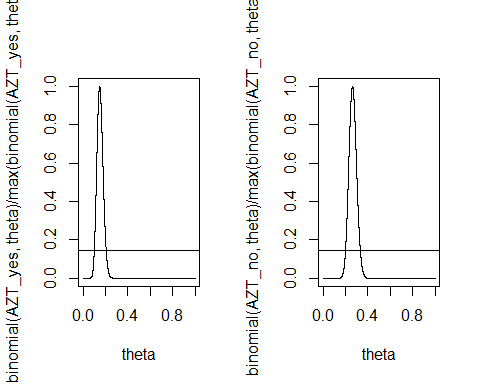 binomial(AZT_yes, theta)/max(binomial(AZT_yes, thet
0.0 0.2 0.4 0.6 0.8 1.0
0.0 0.4 0.8
theta
binomial(AZT_no, theta)/max(binomial(AZT_no, theta
0.0 0.2 0.4 0.6 0.8 1.0
0.0 0.4 0.8
theta